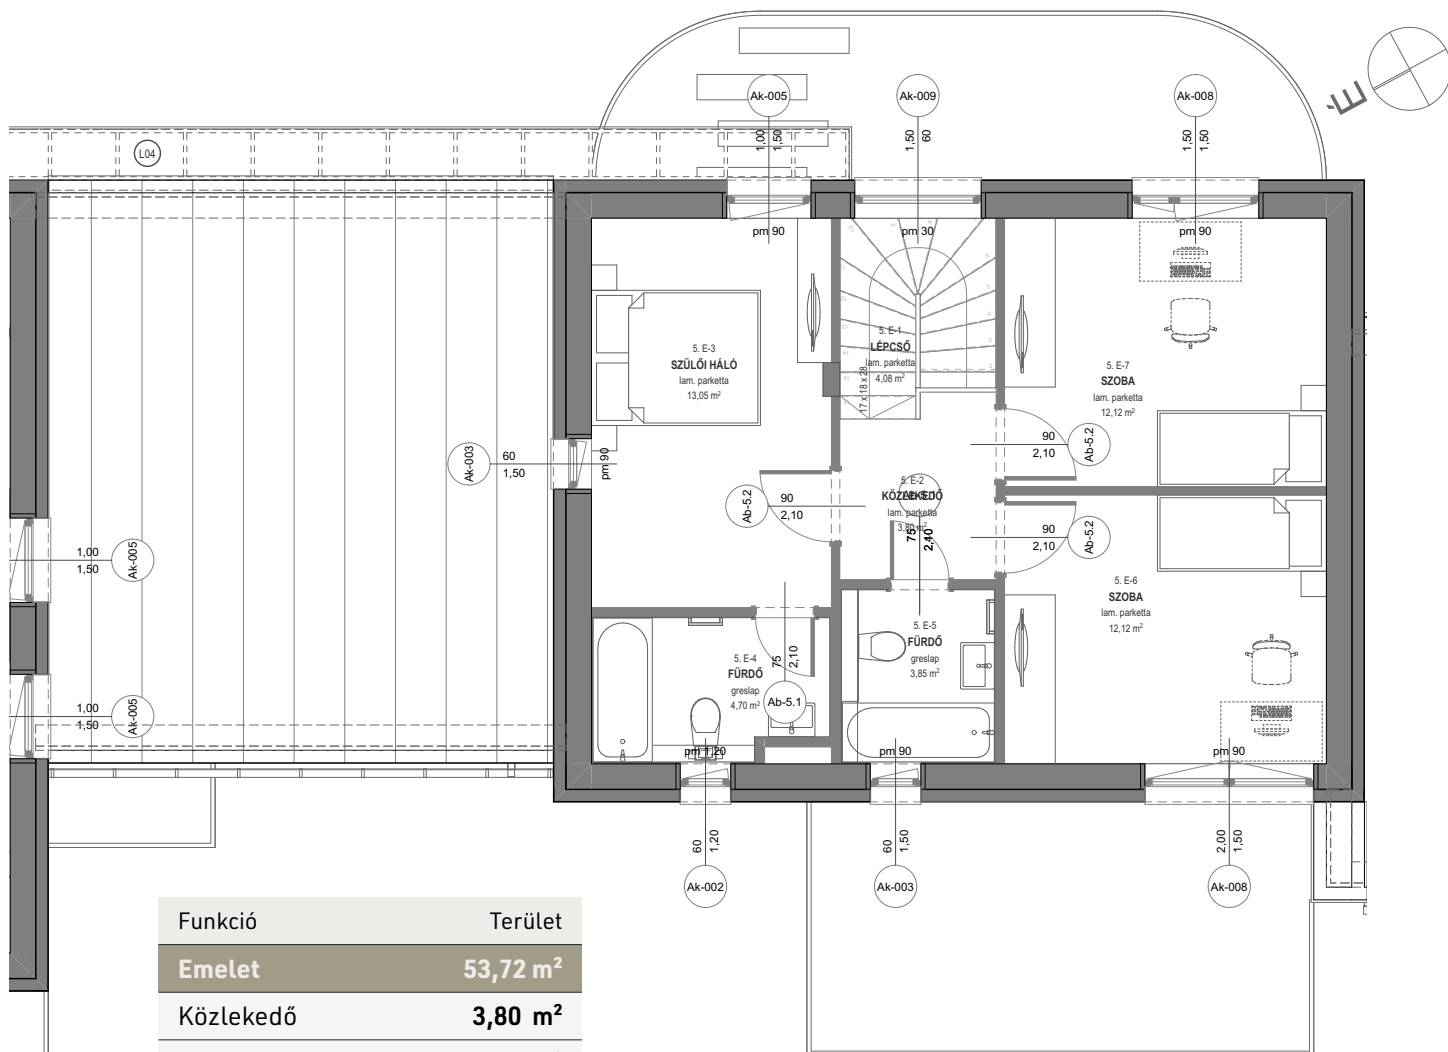 É
Ak-005
1,00
1,50
pm 90
Ak-009
1,50
60
pm 30
Ak-008
1,50
1,50
pm 90
L04
5. E-3
SZÜLŐI HÁLÓ
lam. parketta
13,05 m²
5. E-1
LÉPCSŐ
lam. parketta
4,08 m²
17 x 18 x 28
5. E-7
SZOBA
lam. parketta
12,12 m²
Ak-003
60
1,50
pm 90
90
2,10
Ab-5.2
Ab-5.2
90
2,10
5. E-2
KÖZLEKEDŐ
lam. parketta
3,80 m²
75
2,10
90
2,10
Ab-5.2
1,00
1,50
Ak-005
5. E-6
SZOBA
lam. parketta
12,12 m²
5. E-4
FÜRDŐ
greslap
4,70 m²
75
2,10
Ab-5.1
5. E-5
FÜRDŐ
greslap
3,85 m²
1,00
1,50
Ak-005
pm 1,20
pm 90
pm 90
60
1,20
Ak-002
60
1,50
Ak-003
2,00
1,50
Ak-008
Funkció Terület
Emelet 53,72 m²
Közlekedő 3,80 m²